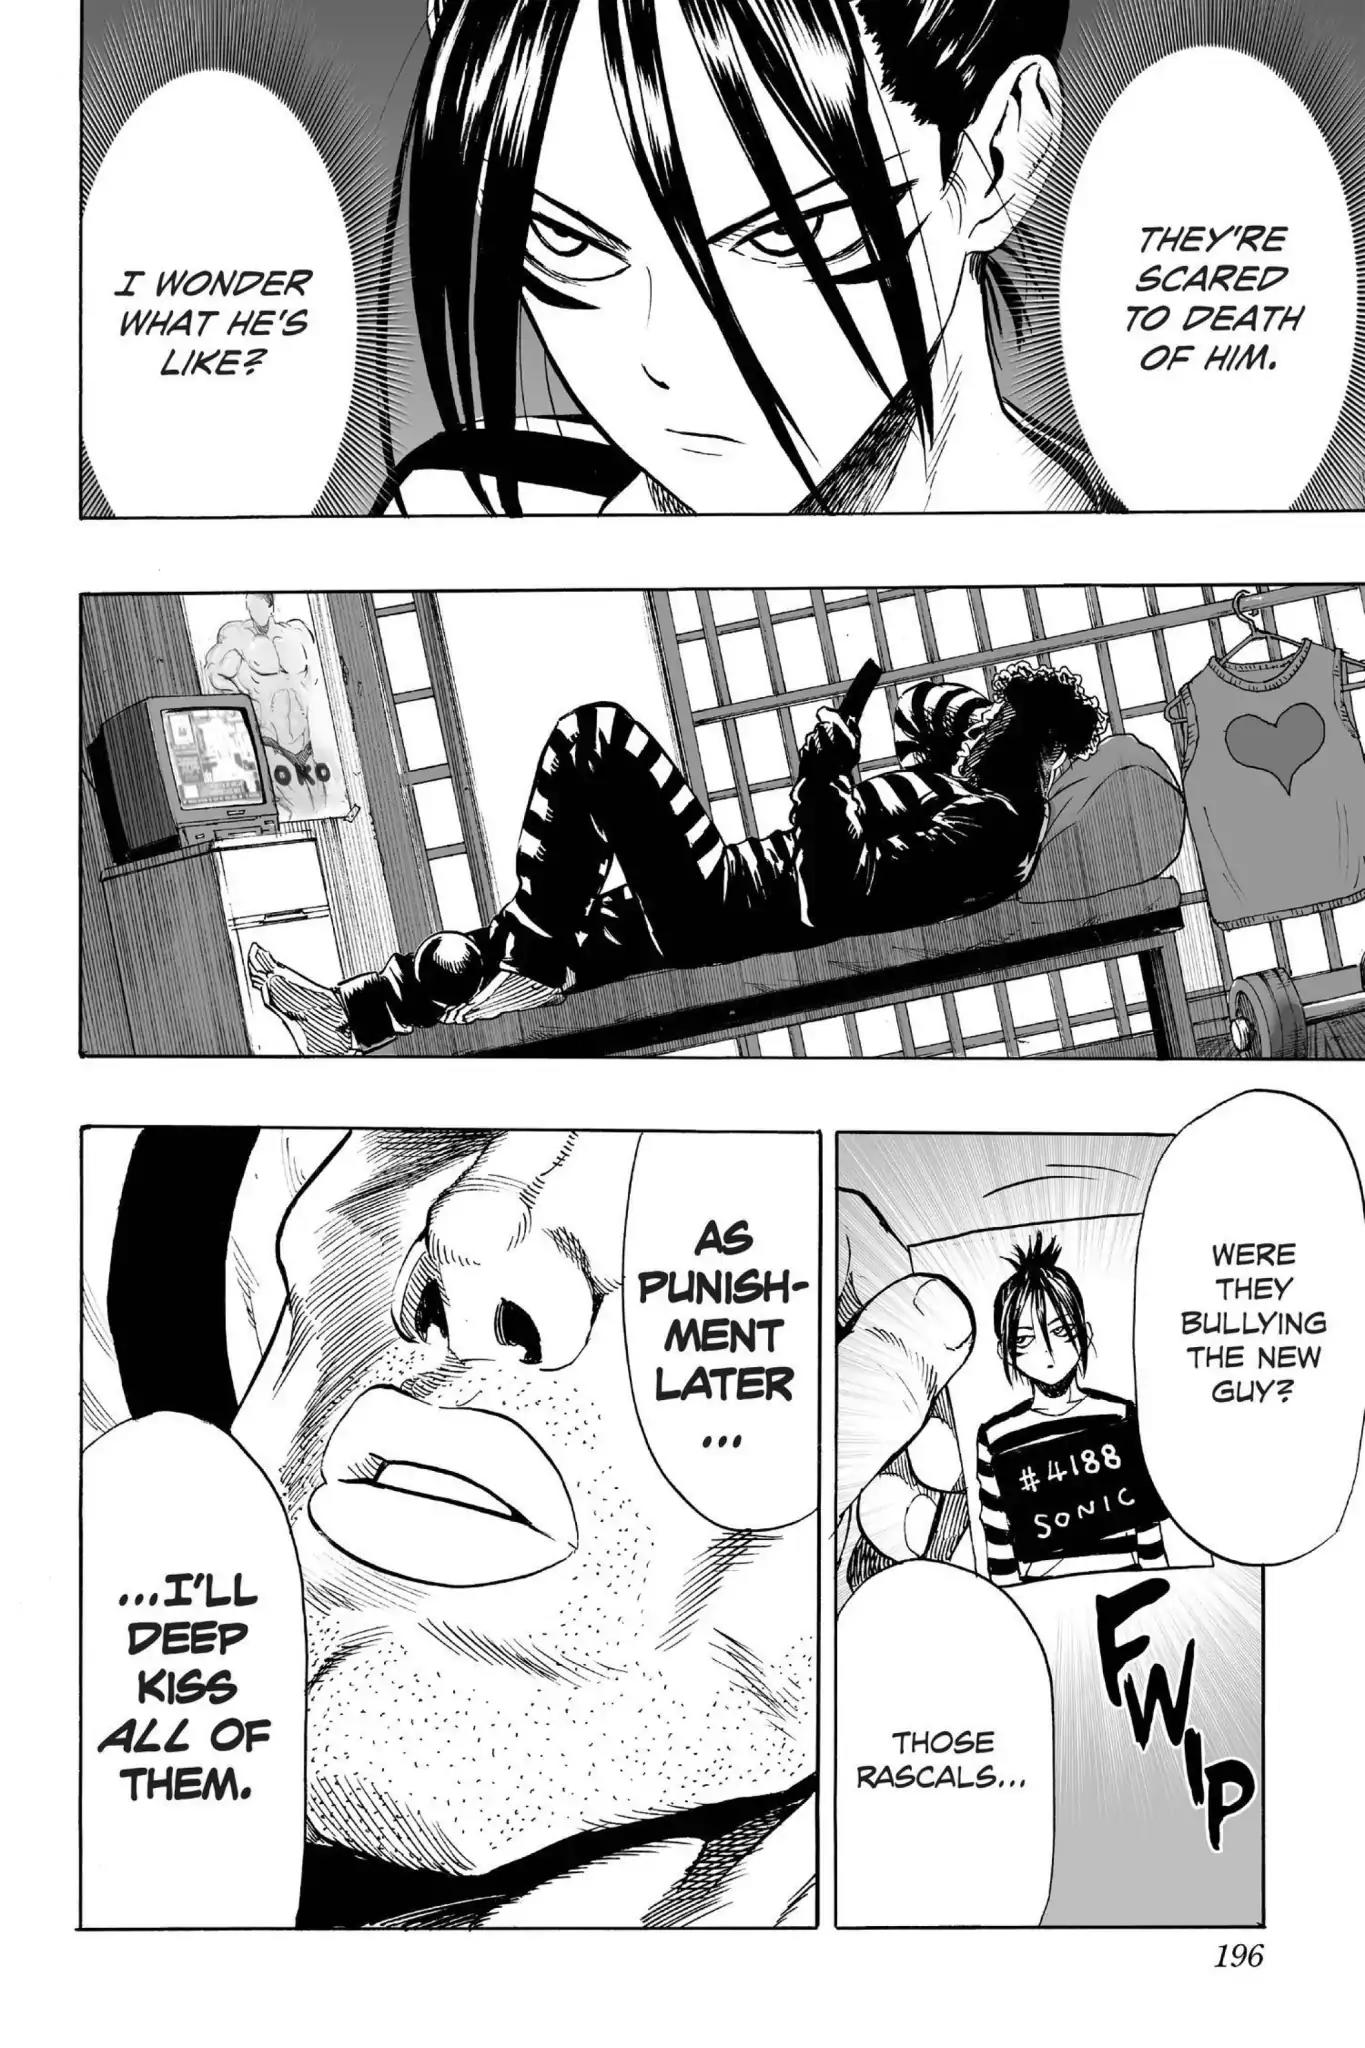 THEY'RE
SCARED
TO DEATH
OF HIM.
I WONDER
WHAT HE'S
LIKE?
OKO
WERE
THEY
BULLYING
THE NEW
GUY?
#4188
SONIC
FWIP
THOSE
RASCALS...
AS
PUNISH-
MENT
LATER
...
...I'LL
DEEP
KISS
ALL OF
THEM.
196